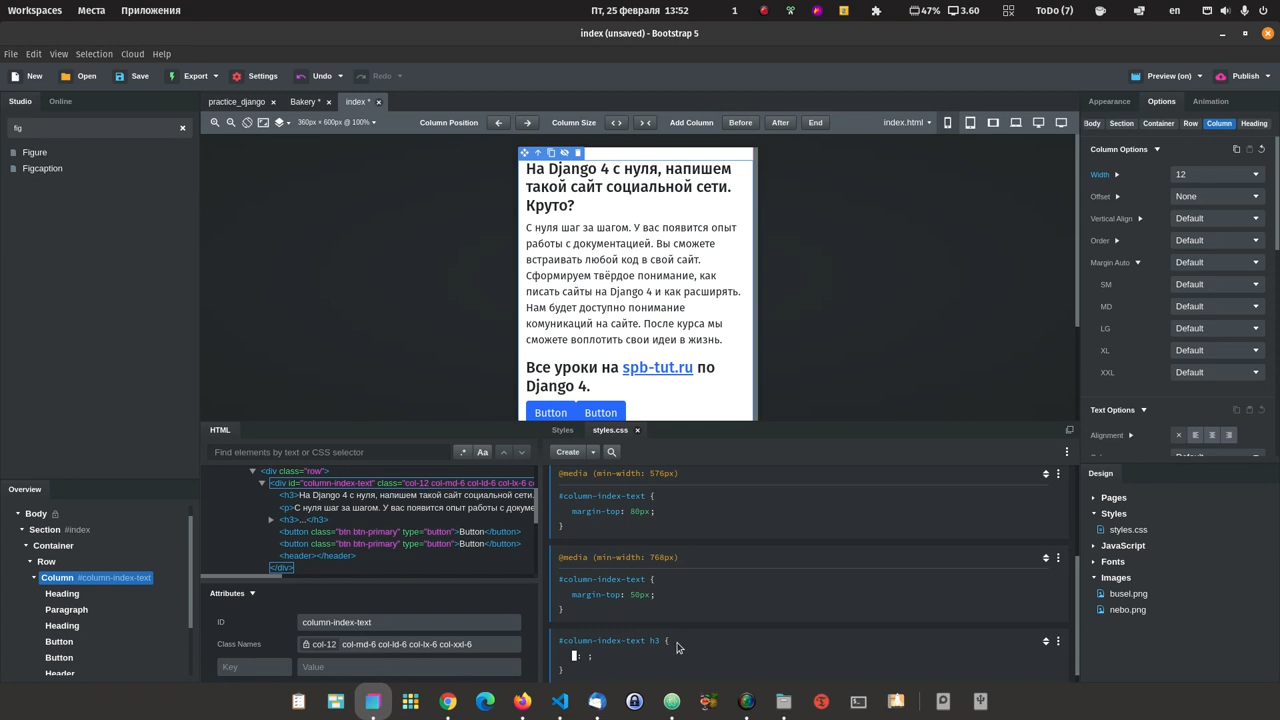 Workspaces Места Приложения Пт, 25 февраля 13:52 1 47% 3.60 ToDo (7) en
index (unsaved) - Bootstrap 5
File Edit View Selection Cloud Help
New Open Save Export Settings Undo Redo Preview (on) Publish
Studio Online practice_django Bakery * index * Appearance Options Animation
fig 360px × 600px @ 100% Column Position Column Size Add Column Before After End index.html Body Section Container Row Column Heading
Figure
Figcaption
На Django 4 с нуля, напишем
такой сайт социальной сети.
Круто?
С нуля шаг за шагом. У вас появится опыт
работы с документацией. Вы сможете
встраивать любой код в свой сайт.
Сформируем твёрдое понимание, как
писать сайты на Django 4 и как расширять.
Нам будет доступно понимание
комуникаций на сайте. После курса мы
сможете воплотить свои идеи в жизнь.
Все уроки на spb-tut.ru по
Django 4.
Button Button
Column Options
Width 12
Offset None
Vertical Align Default
Order Default
Margin Auto Default
SM Default
MD Default
LG Default
XL Default
XXL Default
Text Options
Alignment
HTML
Find elements by text or CSS selector .* Aa
<div class="row">
<div id="column-index-text" class="col-12 col-md-6 col-ld-6 col-lx-6 co
<h3>На Django 4 с нуля, напишем такой сайт социальной сети.
<p>С нуля шаг за шагом. У вас появится опыт работы с докуме
<h3>...</h3>
<button class="btn btn-primary" type="button">Button</button>
<button class="btn btn-primary" type="button">Button</button>
<header></header>
</div>
Attributes
ID column-index-text
Class Names col-12 col-md-6 col-ld-6 col-lx-6 col-xxl-6
Key Value
Styles styles.css
Create
@media (min-width: 576px)
#column-index-text {
margin-top: 80px;
}
@media (min-width: 768px)
#column-index-text {
margin-top: 50px;
}
#column-index-text h3 {
: ;
}
Overview
Body
Section #index
Container
Row
Column #column-index-text
Heading
Paragraph
Heading
Button
Button
Header
Design
Pages
Styles
styles.css
JavaScript
Fonts
Images
busel.png
nebo.png